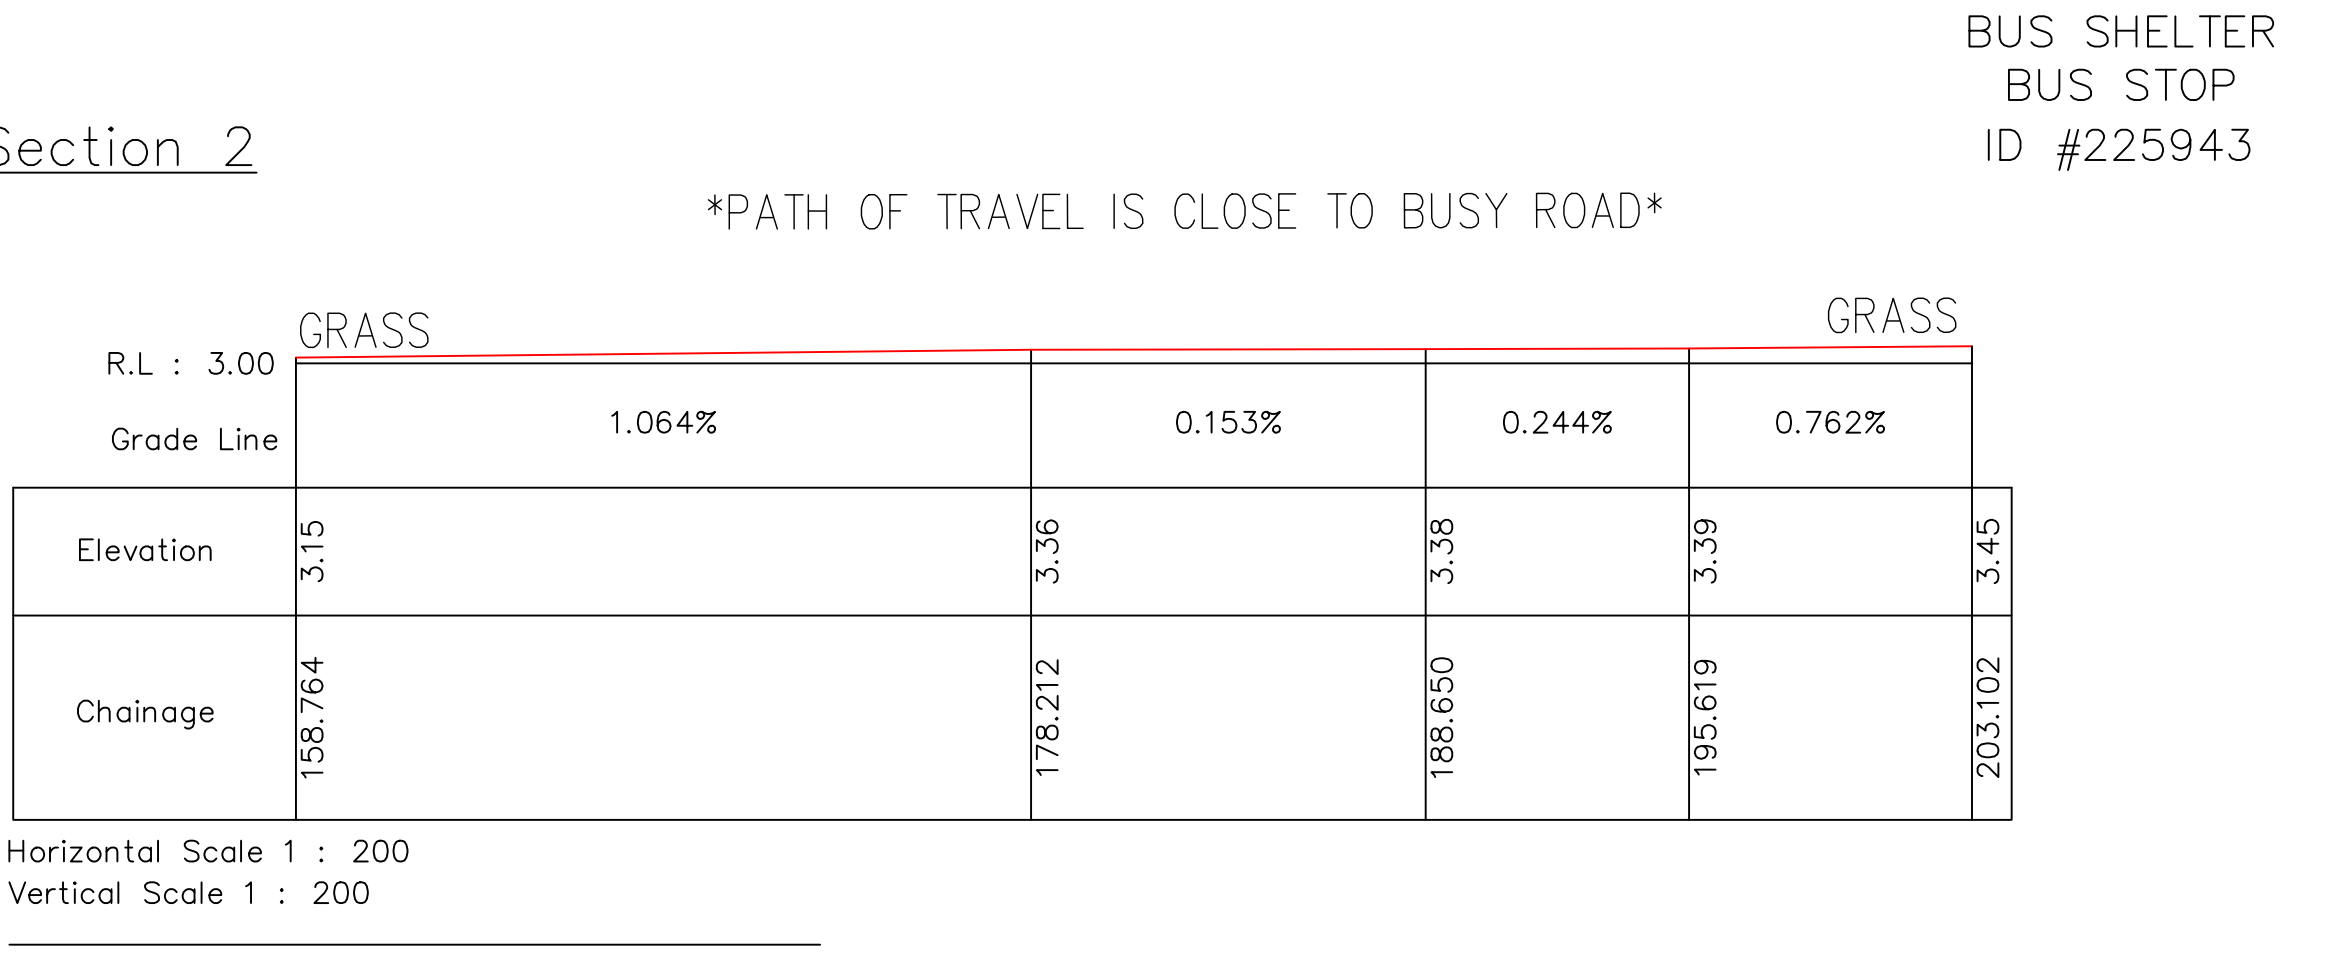 BUS SHELTER
BUS STOP
ID #225943
Section 2
*PATH OF TRAVEL IS CLOSE TO BUSY ROAD*
GRASS
GRASS
R.L : 3.00
Grade Line
1.064%
0.153%
0.244%
0.762%
Elevation
3.15
3.36
3.38
3.39
3.45
Chainage
158.764
178.212
188.650
195.619
203.102
Horizontal Scale 1 : 200
Vertical Scale 1 : 200